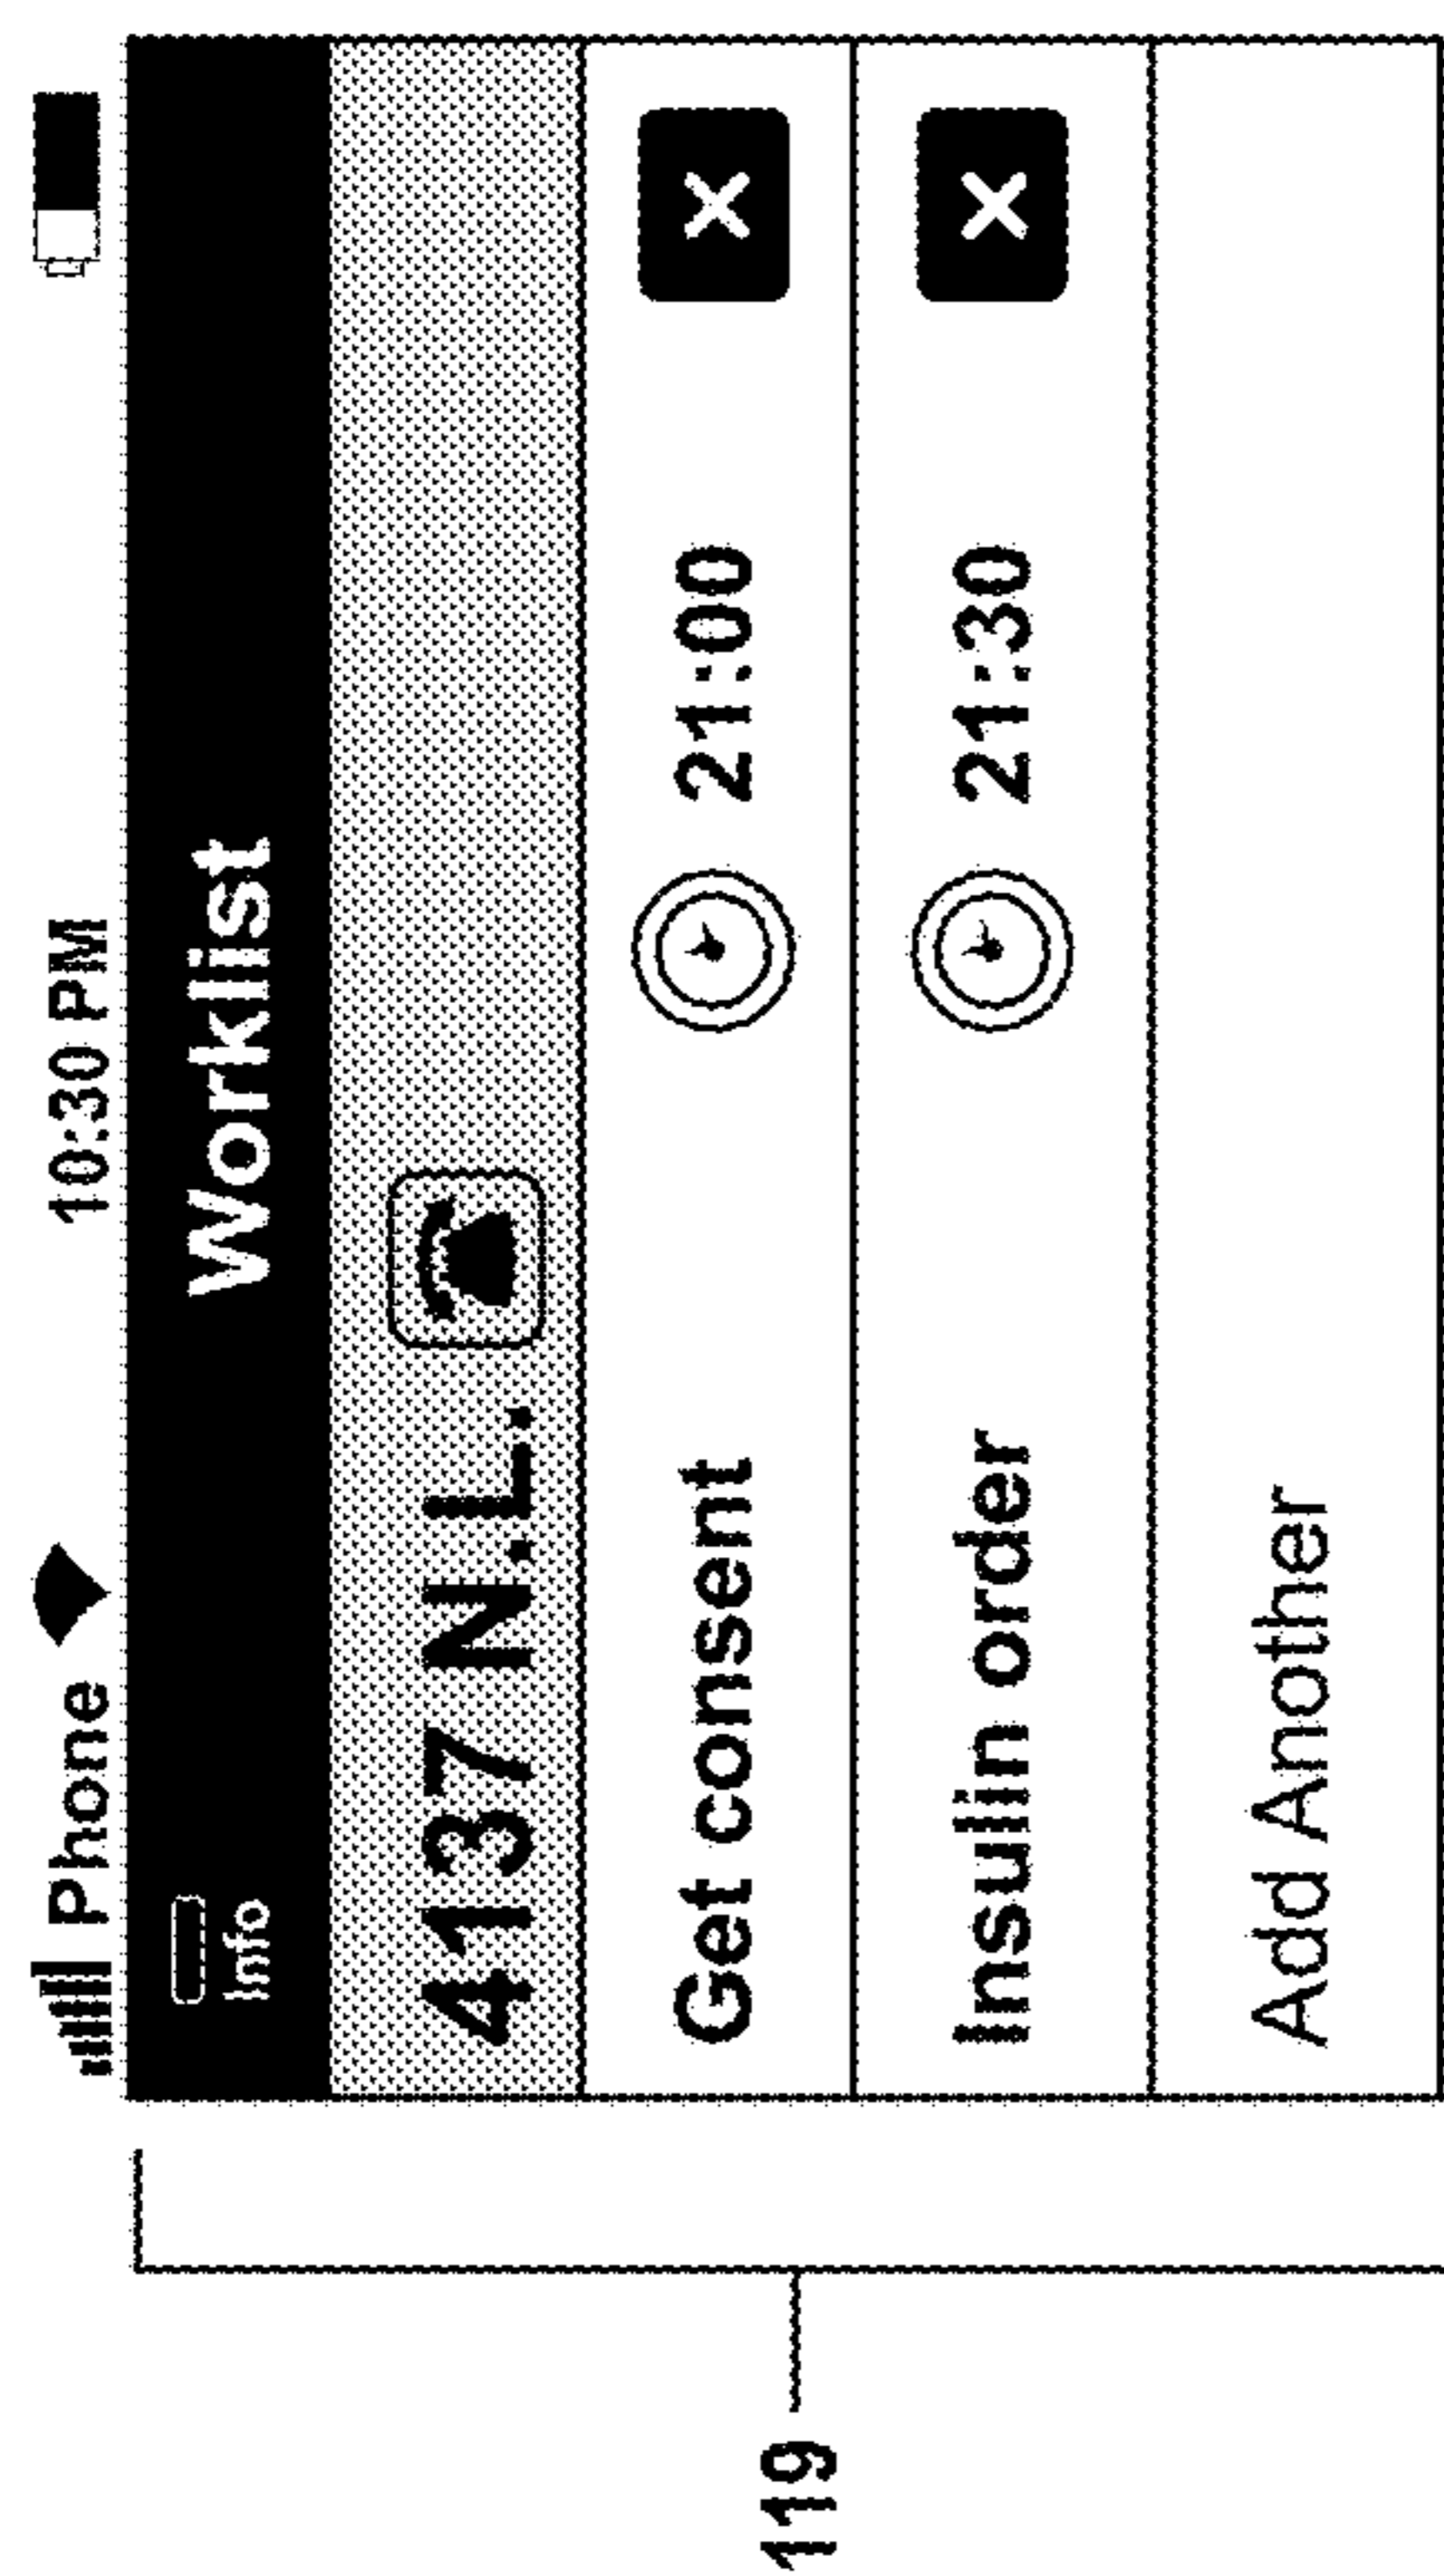 Phone 10:30 PM
Info Worklist
4137 N.L.
Get consent 21:00 X
Insulin order 21:30 X
Add Another
119